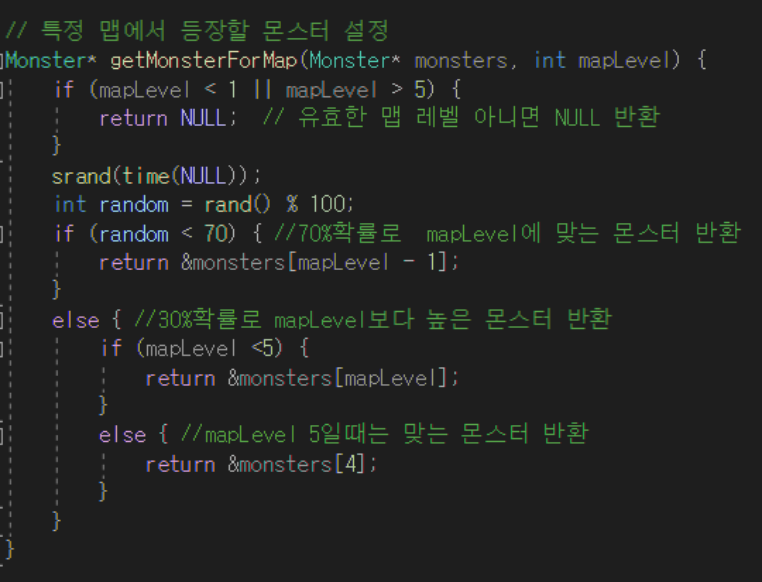 // 특정 맵에서 등장할 몬스터 설정
Monster* getMonsterForMap(Monster* monsters, int mapLevel) {
if (mapLevel < 1 || mapLevel > 5) {
return NULL; // 유효한 맵 레벨 아니면 NULL 반환
}
srand(time(NULL));
int random = rand() % 100;
if (random < 70) { //70%확률로  mapLevel에 맞는 몬스터 반환
return &monsters[mapLevel - 1];
}
else { //30%확률로 mapLevel보다 높은 몬스터 반환
if (mapLevel <5) {
return &monsters[mapLevel];
}
else { //mapLevel 5일때는 맞는 몬스터 반환
return &monsters[4];
}
}
}